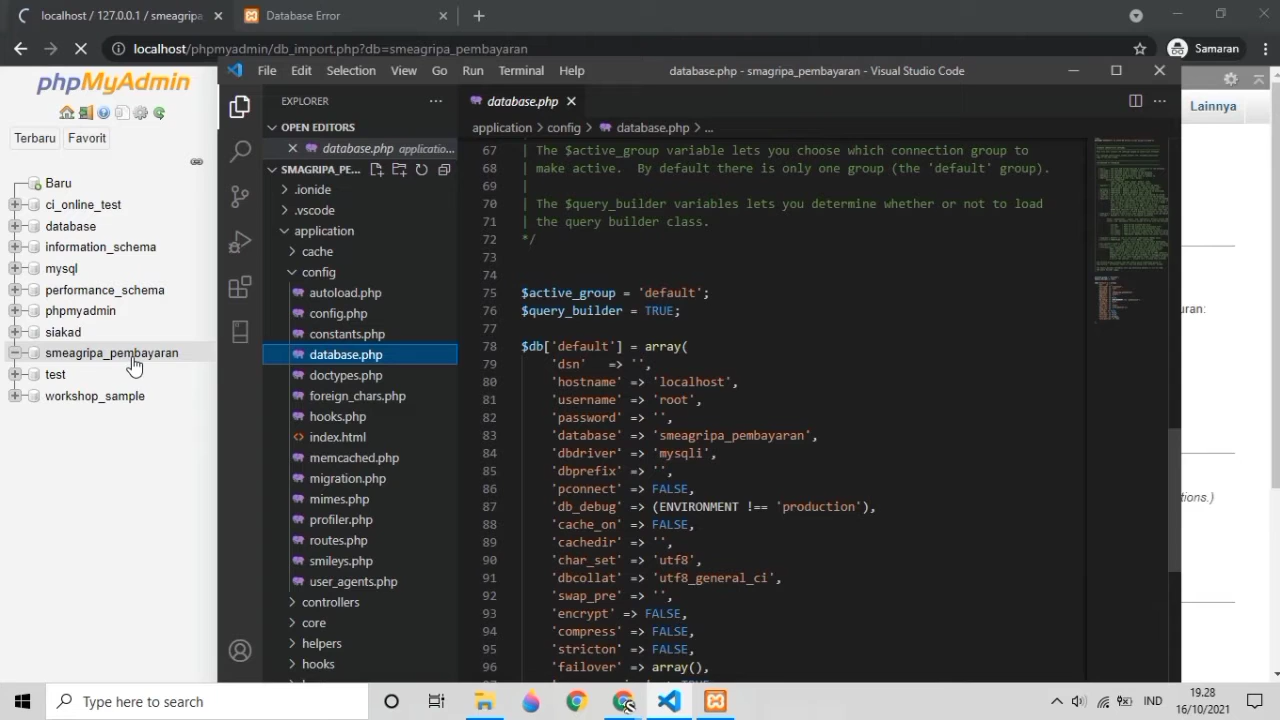 localhost / 127.0.0.1 / smeagripa
Database Error
localhost/phpmyadmin/db_import.php?db=smeagripa_pembayaran
Samaran
phpMyAdmin
Terbaru
Favorit
Baru
ci_online_test
database
information_schema
mysql
performance_schema
phpmyadmin
siakad
smeagripa_pembayaran
test
workshop_sample
File Edit Selection View Go Run Terminal Help
database.php - smagripa_pembayaran - Visual Studio Code
EXPLORER
OPEN EDITORS
database.php applicatio...
SMAGRIPA_PE...
.ionide
.vscode
application
cache
config
autoload.php
config.php
constants.php
database.php
doctypes.php
foreign_chars.php
hooks.php
index.html
memcached.php
migration.php
mimes.php
profiler.php
routes.php
smileys.php
user_agents.php
controllers
core
helpers
hooks
database.php
application > config > database.php > ...
67 | The $active_group variable lets you choose which connection group to
68 | make active. By default there is only one group (the 'default' group).
69 |
70 | The $query_builder variables lets you determine whether or not to load
71 | the query builder class.
72 */
73
74
75 $active_group = 'default';
76 $query_builder = TRUE;
77
78 $db['default'] = array(
79 'dsn' => '',
80 'hostname' => 'localhost',
81 'username' => 'root',
82 'password' => '',
83 'database' => 'smeagripa_pembayaran',
84 'dbdriver' => 'mysqli',
85 'dbprefix' => '',
86 'pconnect' => FALSE,
87 'db_debug' => (ENVIRONMENT !== 'production'),
88 'cache_on' => FALSE,
89 'cachedir' => '',
90 'char_set' => 'utf8',
91 'dbcollat' => 'utf8_general_ci',
92 'swap_pre' => '',
93 'encrypt' => FALSE,
94 'compress' => FALSE,
95 'stricton' => FALSE,
96 'failover' => array(),
Lainnya
uran:
tions.)
Type here to search
IND
19.28
16/10/2021